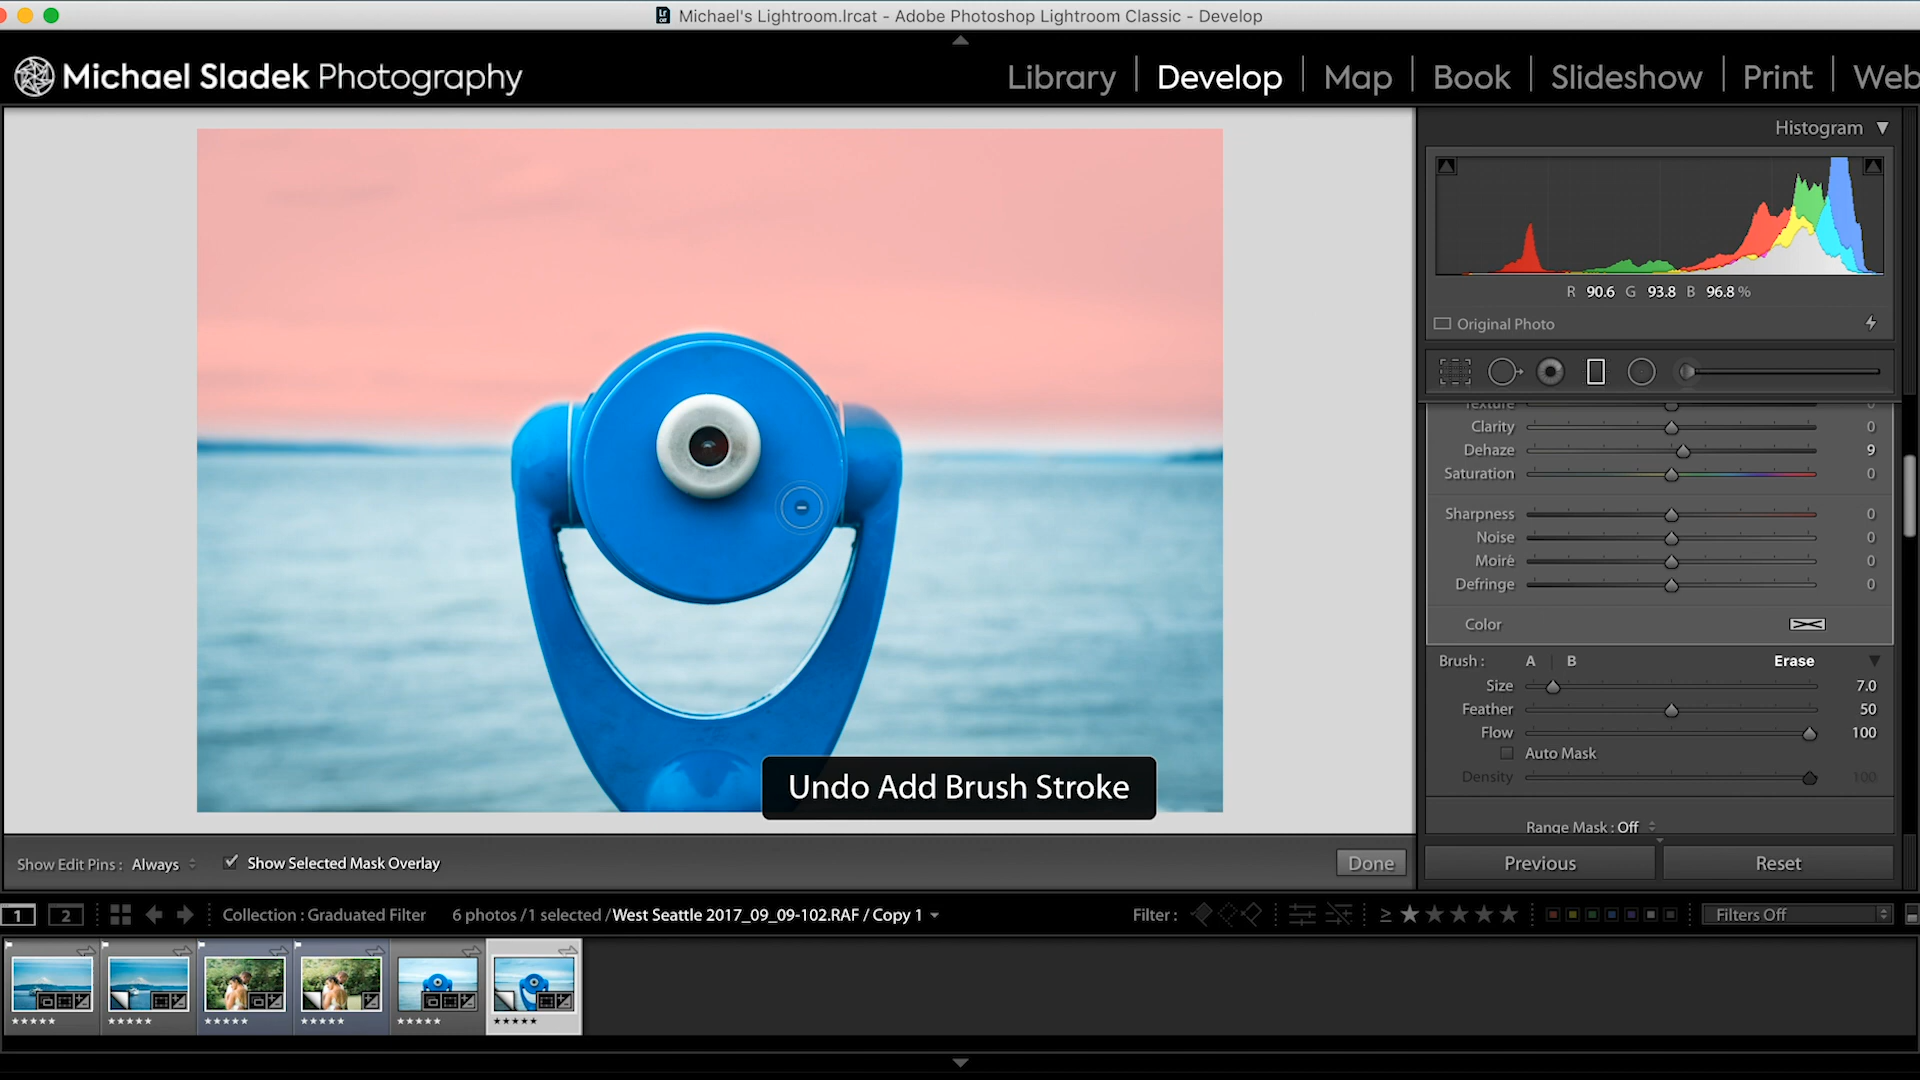 Michael's Lightroom.lrcat - Adobe Photoshop Lightroom Classic - Develop
Michael Sladek Photography
Library | Develop | Map | Book | Slideshow | Print | Web
Histogram
R 90.6 G 93.8 B 96.8 %
Original Photo
Texture 0
Clarity 0
Dehaze 9
Saturation 0
Sharpness 0
Noise 0
Moiré 0
Defringe 0
Color
Brush : A | B Erase
Size 7.0
Feather 50
Flow 100
Auto Mask
Density 100
Range Mask : Off
Undo Add Brush Stroke
Show Edit Pins : Always
Show Selected Mask Overlay
Done
Previous
Reset
1 2
Collection : Graduated Filter
6 photos / 1 selected / West Seattle 2017_09_09-102.RAF / Copy 1
Filter :
Filters Off